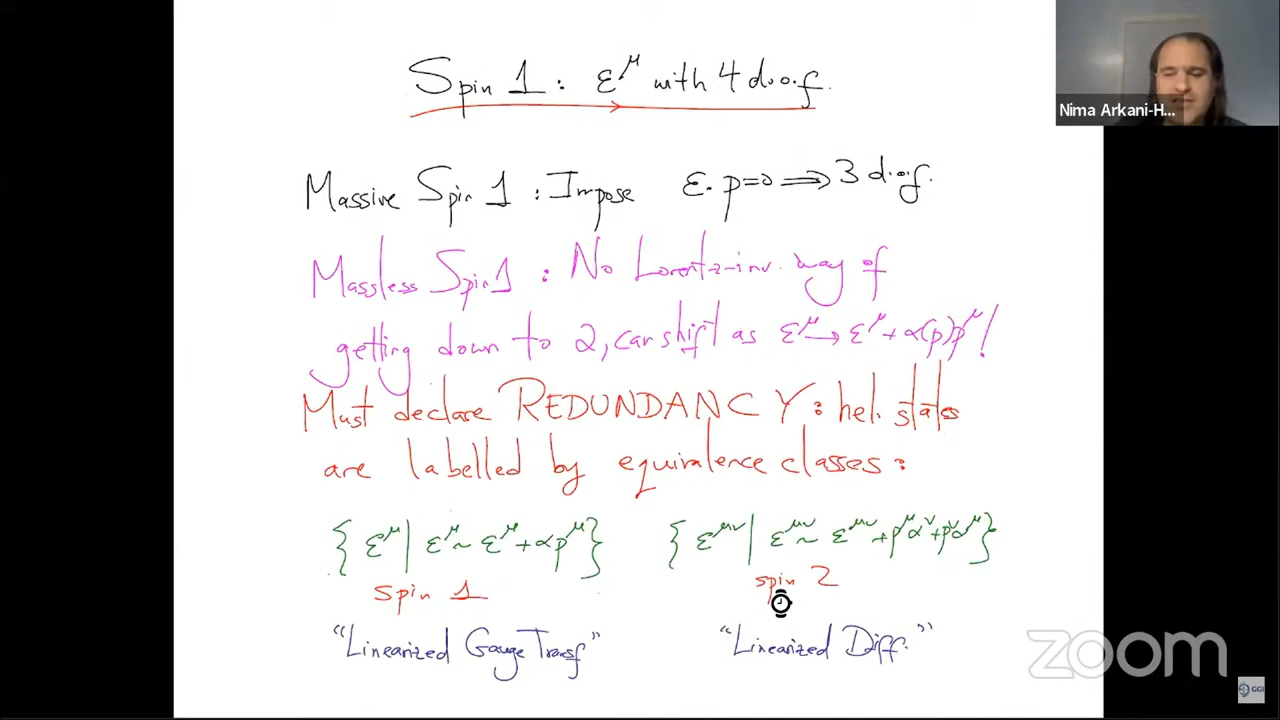 Spin 1 : ε^μ with 4 d.o.f.
Nima Arkani-H...
Massive Spin 1 : Impose ε·p=0 ⟹ 3 d.o.f.
Massless Spin 1 : No Lorentz-inv. way of
getting down to 2, can shift as ε^μ → ε^μ + α(p)p^μ !
Must declare REDUNDANCY : hel. states
are labelled by equivalence classes :
{ ε^μ | ε^μ ~ ε^μ + αp^μ } { ε^μν | ε^μν ~ ε^μν + p^μα^ν + p^να^μ }
spin 1 spin 2
"Linearized Gauge Transf" "Linearized Diff."
zoom
GGI